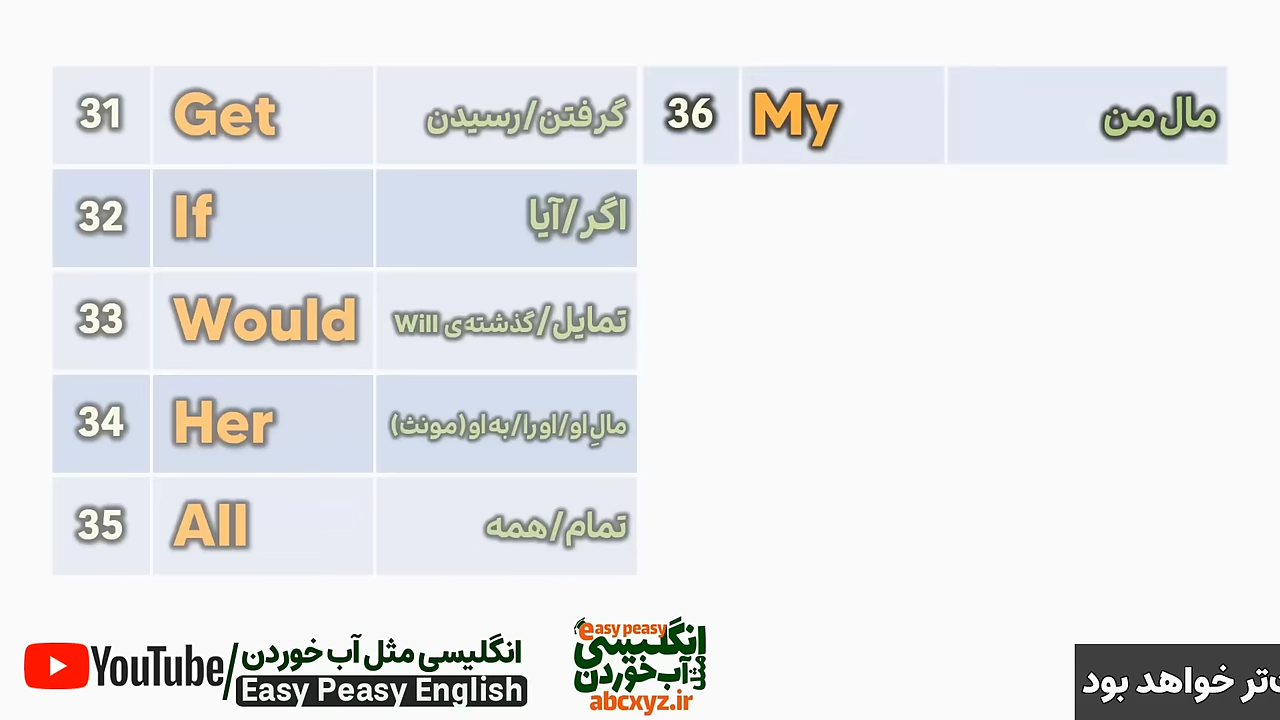 31 Get گرفتن/رسیدن
32 If اگر/آیا
33 Would تمایل/گذشته‌ی Will
34 Her مالِ او/او را/به او(مونث)
35 All تمام/همه
36 My مال من
YouTube/انگلیسی مثل آب خوردن
Easy Peasy English
easy peasy
انگلیسی
مثل آب خوردن
abcxyz.ir
خواهد بود